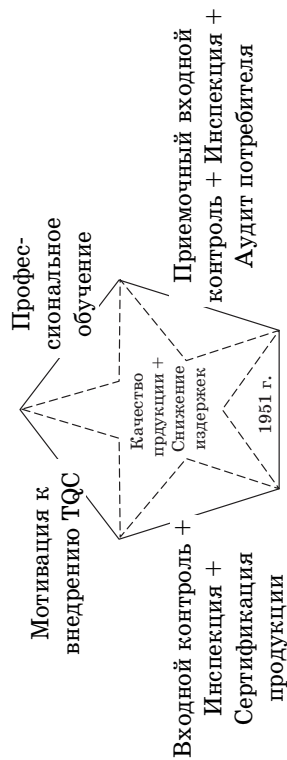 Мотивация к
внедрению TQC
Профес-
сиональное
обучение
Качество
прдукции +
Снижение
издержек
1951 г.
Входной контроль +
Инспекция +
Сертификация
продукции
Приемочный входной
контроль + Инспекция +
Аудит потребителя